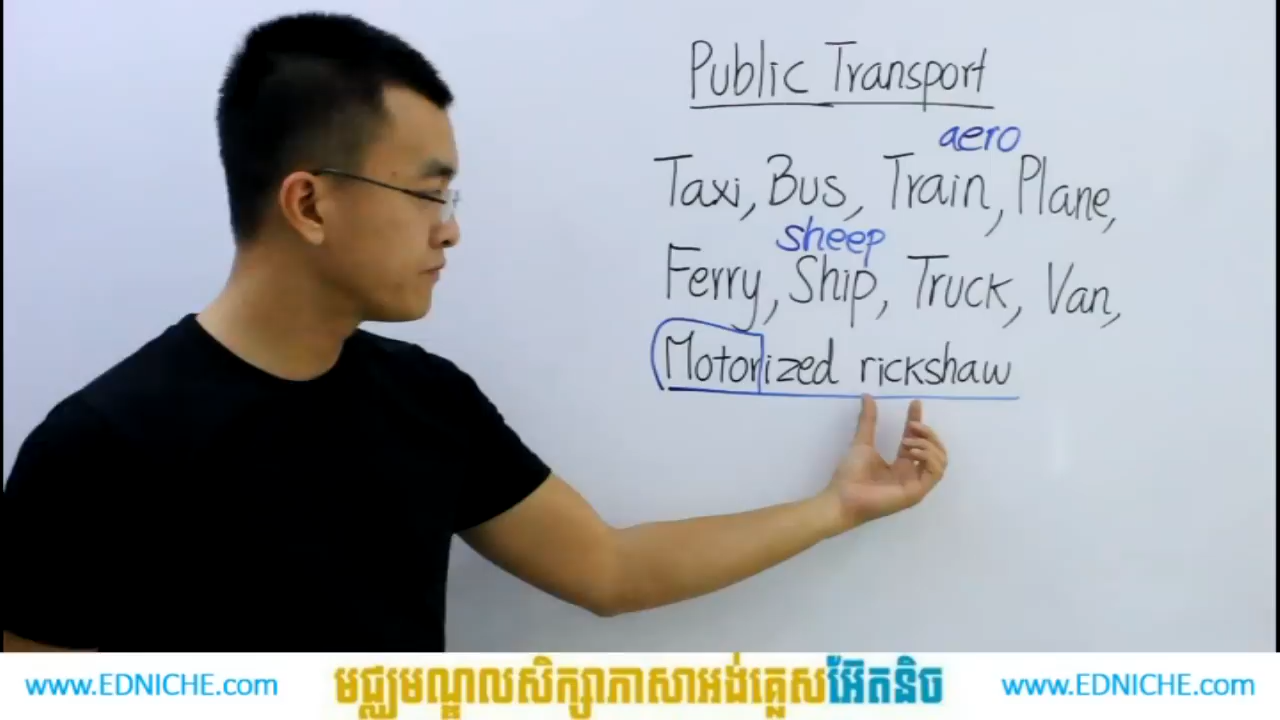 Public Transport
aero
Taxi, Bus, Train, Plane,
sheep
Ferry, Ship, Truck, Van,
Motorized rickshaw
www.EDNICHE.com មជ្ឈមណ្ឌលសិក្សាភាសាអង់គ្លេសអ៊ែតនិច www.EDNICHE.com